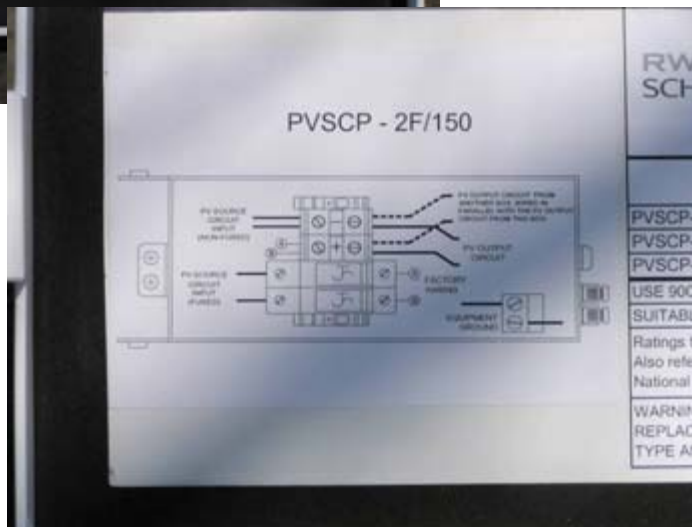 PVSCP - 2F/150
PV SOURCE
CIRCUIT
INPUT
(NON-FUSED)
PV OUTPUT CIRCUIT FROM
ANOTHER BOX WIRED IN
PARALLEL WITH THE PV OUTPUT
CIRCUIT FROM THIS BOX
PV OUTPUT
CIRCUIT
PV SOURCE
CIRCUIT
INPUT
(FUSED)
FACTORY
WIRING
EQUIPMENT
GROUND
RW
SCH
PVSCP-
PVSCP-
PVSCP-
USE 90
SUITABL
Ratings f
Also refe
National
WARNIN
REPLAC
TYPE A